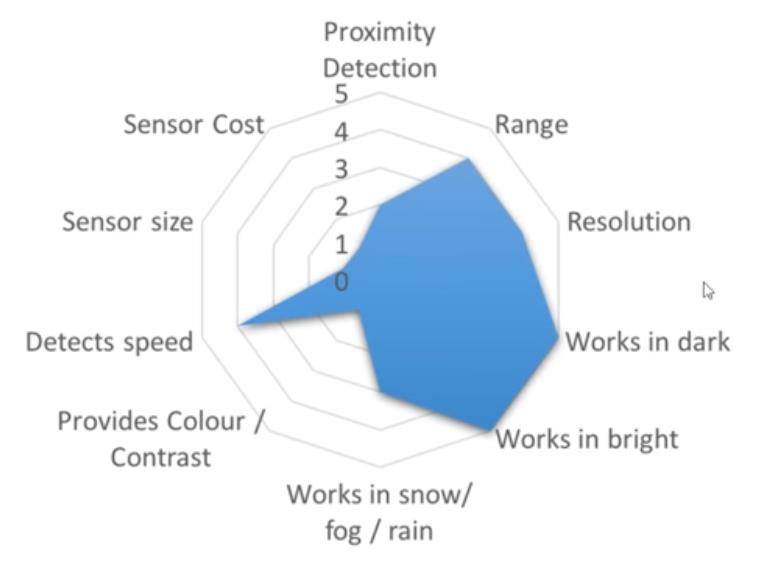 Proximity
Detection
5
4
3
2
1
0
Range
Resolution
Works in dark
Works in bright
Works in snow/
fog / rain
Provides Colour /
Contrast
Detects speed
Sensor size
Sensor Cost